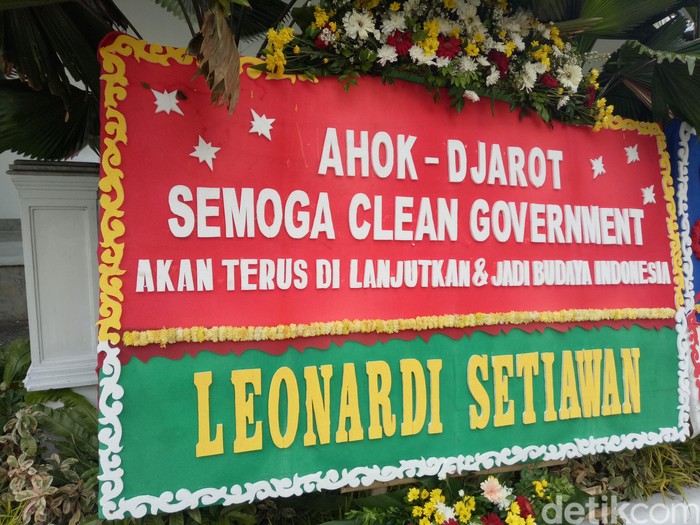 AHOK - DJAROT
SEMOGA CLEAN GOVERNMENT
AKAN TERUS DI LANJUTKAN & JADI BUDAYA INDONESIA
LEONARDI SETIAWAN
detikcom